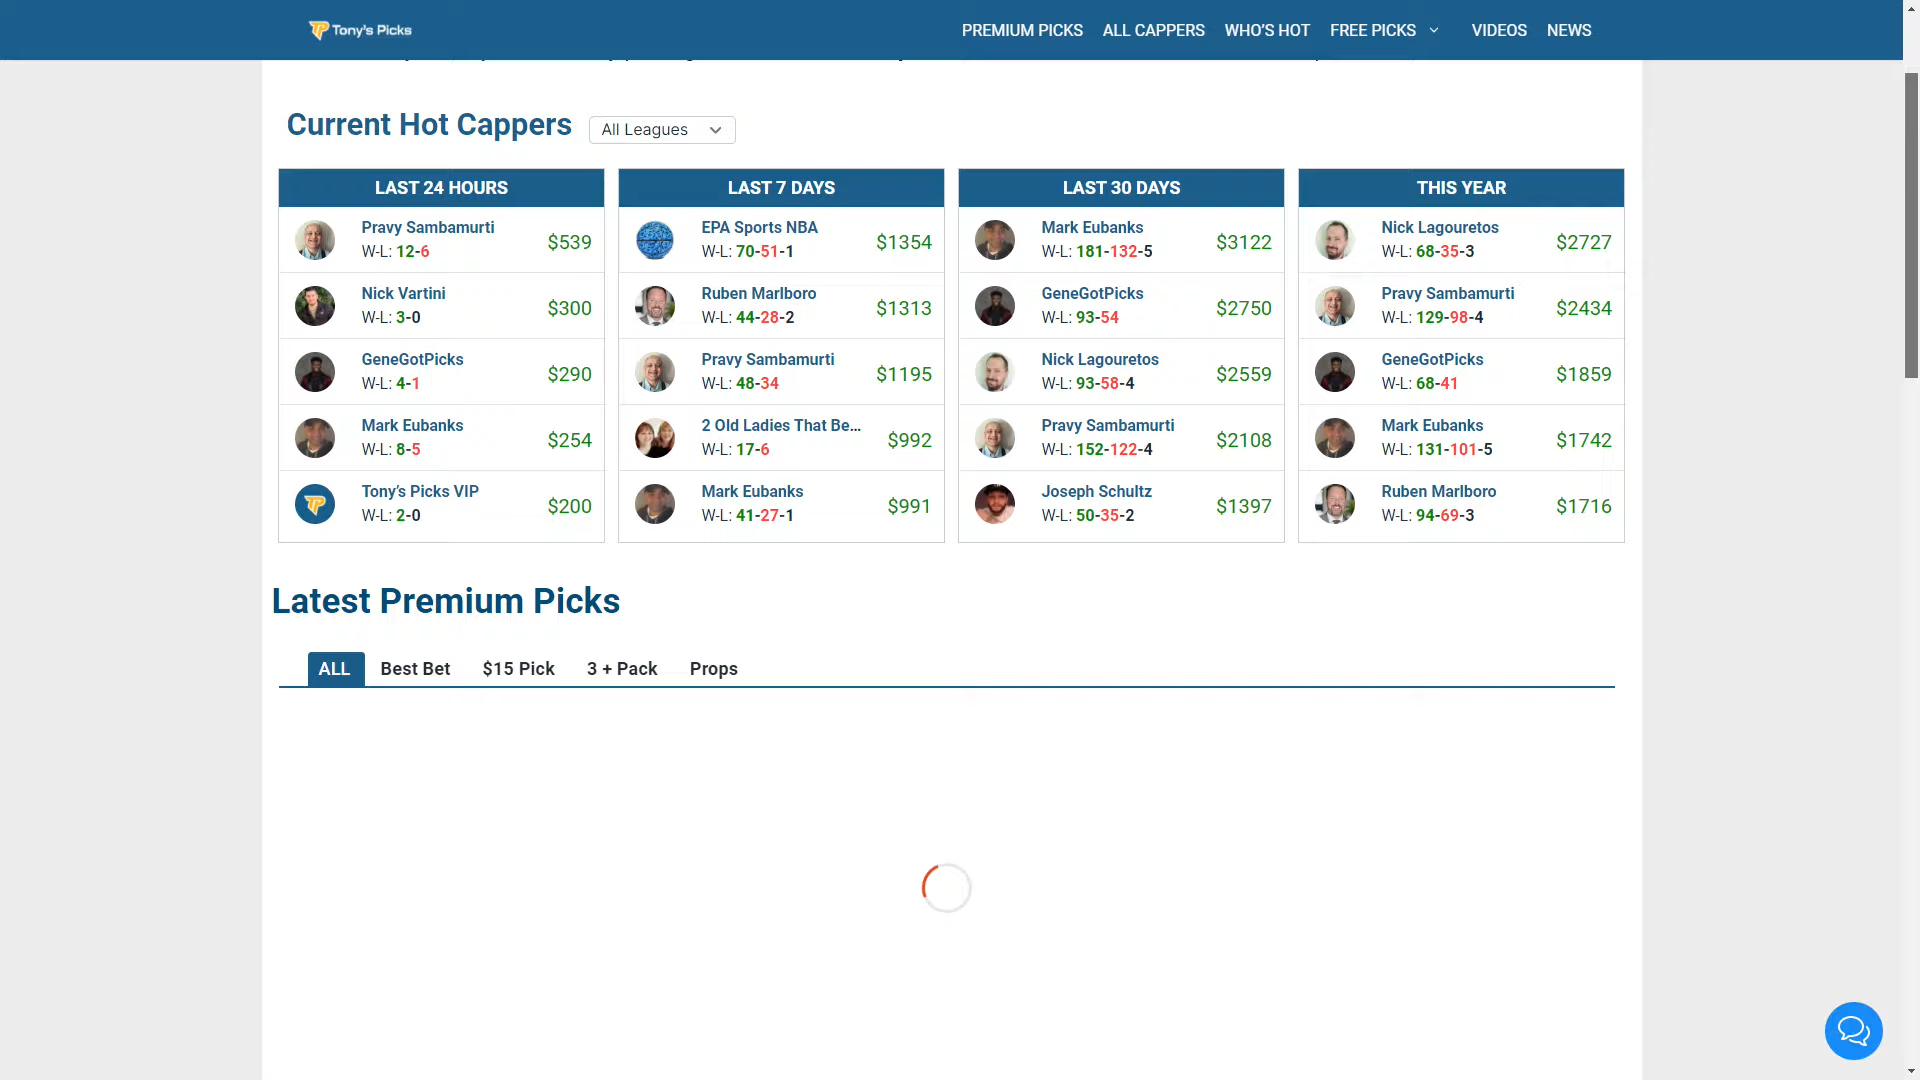 Tony's Picks
PREMIUM PICKS ALL CAPPERS WHO'S HOT FREE PICKS VIDEOS NEWS
Current Hot Cappers All Leagues
LAST 24 HOURS
Pravy Sambamurti
W-L: 12-6
$539
Nick Vartini
W-L: 3-0
$300
GeneGotPicks
W-L: 4-1
$290
Mark Eubanks
W-L: 8-5
$254
Tony's Picks VIP
W-L: 2-0
$200
LAST 7 DAYS
EPA Sports NBA
W-L: 70-51-1
$1354
Ruben Marlboro
W-L: 44-28-2
$1313
Pravy Sambamurti
W-L: 48-34
$1195
2 Old Ladies That Be...
W-L: 17-6
$992
Mark Eubanks
W-L: 41-27-1
$991
LAST 30 DAYS
Mark Eubanks
W-L: 181-132-5
$3122
GeneGotPicks
W-L: 93-54
$2750
Nick Lagouretos
W-L: 93-58-4
$2559
Pravy Sambamurti
W-L: 152-122-4
$2108
Joseph Schultz
W-L: 50-35-2
$1397
THIS YEAR
Nick Lagouretos
W-L: 68-35-3
$2727
Pravy Sambamurti
W-L: 129-98-4
$2434
GeneGotPicks
W-L: 68-41
$1859
Mark Eubanks
W-L: 131-101-5
$1742
Ruben Marlboro
W-L: 94-69-3
$1716
Latest Premium Picks
ALL Best Bet $15 Pick 3 + Pack Props